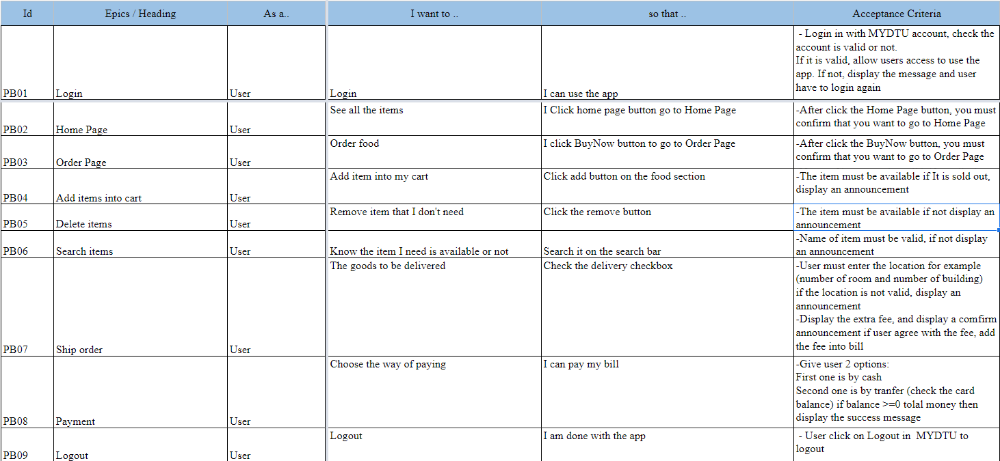 Id Epics / Heading As a.. I want to .. so that .. Acceptance Criteria
- Login in with MYDTU account, check the
account is valid or not.
If it is valid, allow users access to use the
app. If not, display the message and user
have to login again
PB01 Login User Login I can use the app
See all the items I Click home page button go to Home Page -After click the Home Page button, you must
confirm that you want to go to Home Page
PB02 Home Page User
Order food I click BuyNow button to go to Order Page -After click the BuyNow button, you must
confirm that you want to go to Order Page
PB03 Order Page User
Add item into my cart Click add button on the food section -The item must be available if It is sold out,
display an announcement
PB04 Add items into cart User
Remove item that I don't need Click the remove button -The item must be available if not display an
announcement
PB05 Delete items User
-Name of item must be valid, if not display
an announcement
PB06 Search items User Know the item I need is available or not Search it on the search bar
The goods to be delivered Check the delivery checkbox -User must enter the location for example
(number of room and number of building)
if the location is not valid, display an
announcement
-Display the extra fee, and display a comfirm
announcement if user agree with the fee, add
the fee into bill
PB07 Ship order User
Choose the way of paying I can pay my bill -Give user 2 options:
First one is by cash
Second one is by tranfer (check the card
balance) if balance >=0 tolal money then
display the success message
PB08 Payment User
Logout I am done with the app - User click on Logout in MYDTU to
logout
PB09 Logout User